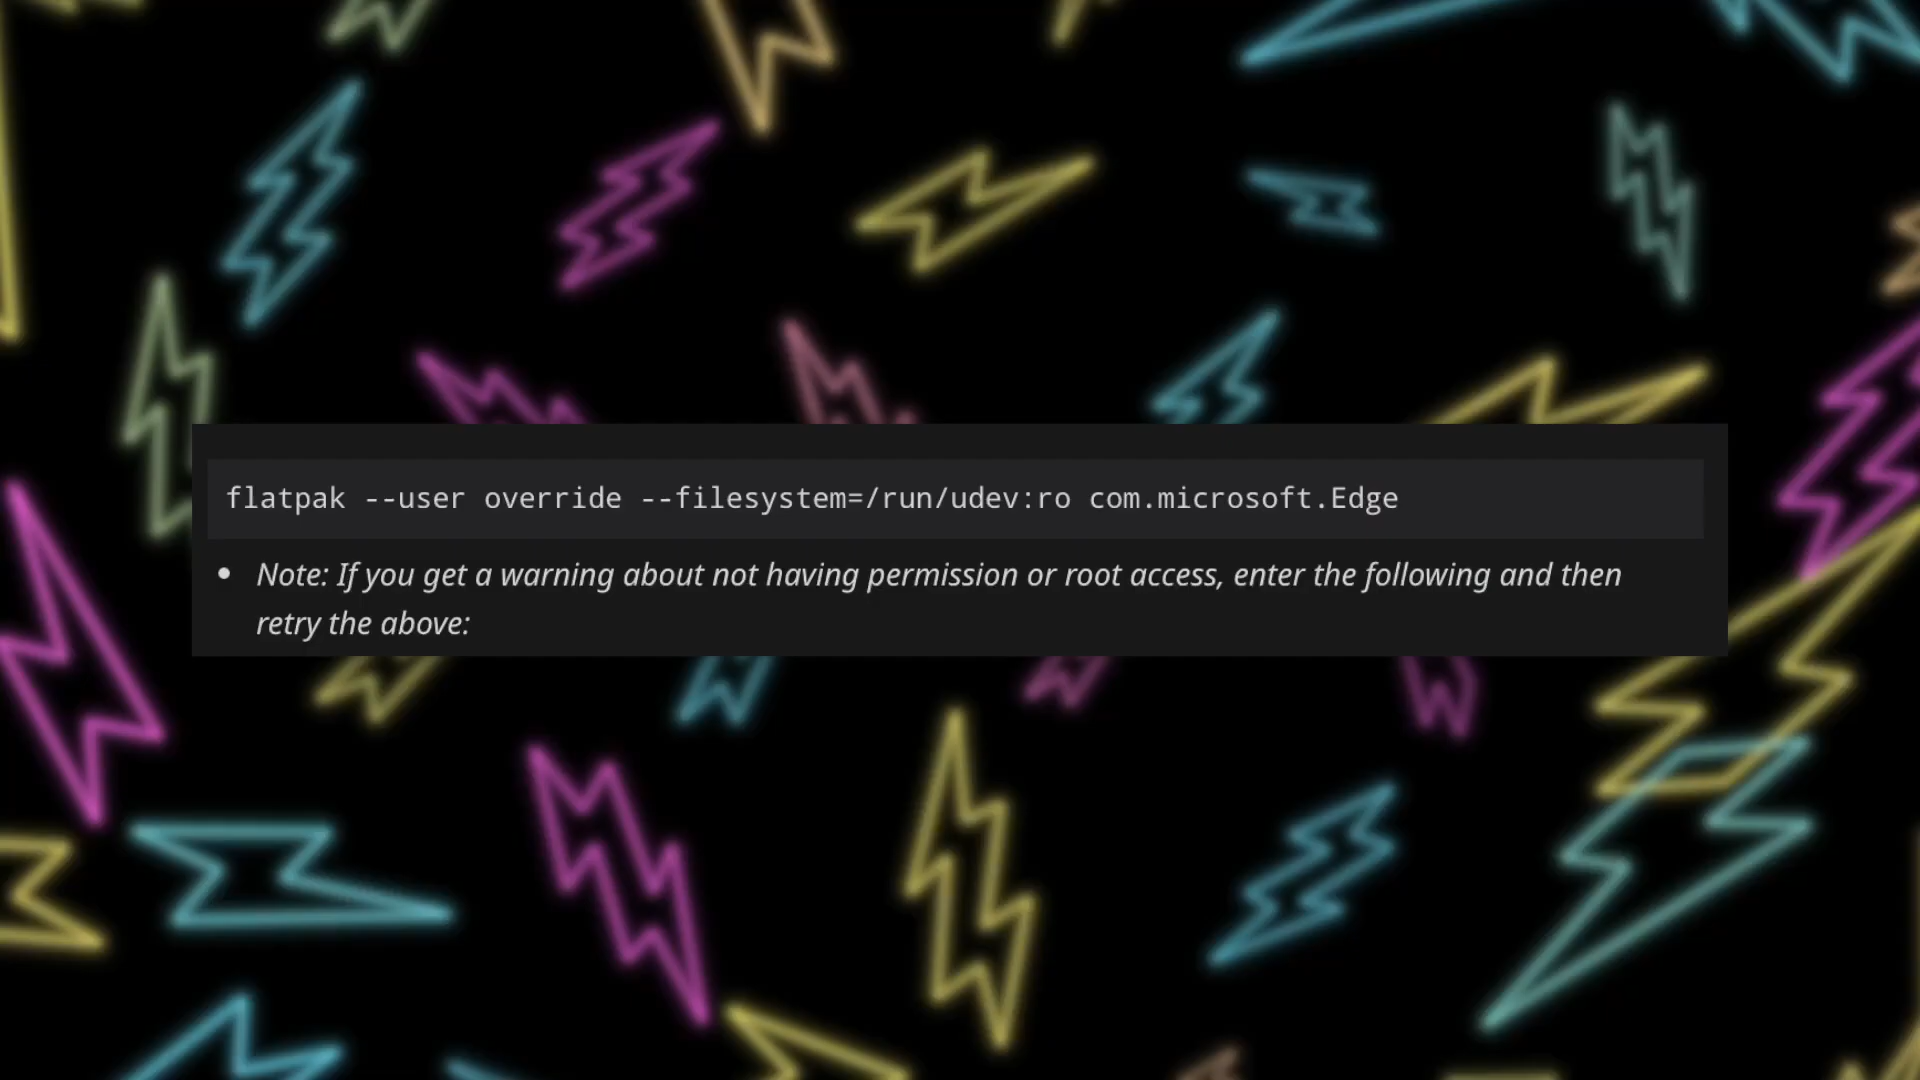 flatpak --user override --filesystem=/run/udev:ro com.microsoft.Edge
• Note: If you get a warning about not having permission or root access, enter the following and then
retry the above: